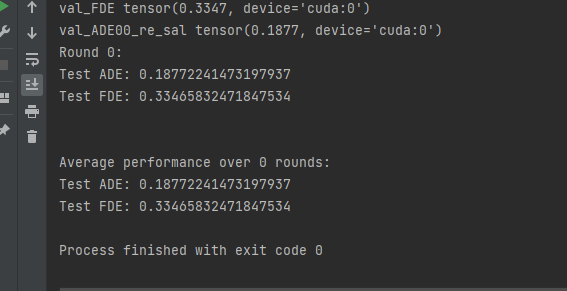 val_FDE tensor(0.3347, device='cuda:0')
val_ADE00_re_sal tensor(0.1877, device='cuda:0')
Round 0:
Test ADE: 0.18772241473197937
Test FDE: 0.33465832471847534
Average performance over 0 rounds:
Test ADE: 0.18772241473197937
Test FDE: 0.33465832471847534
Process finished with exit code 0